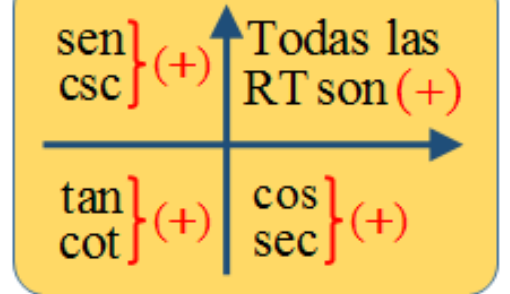 sen
csc } (+)
Todas las
RT son (+)
tan
cot } (+)
cos
sec } (+)